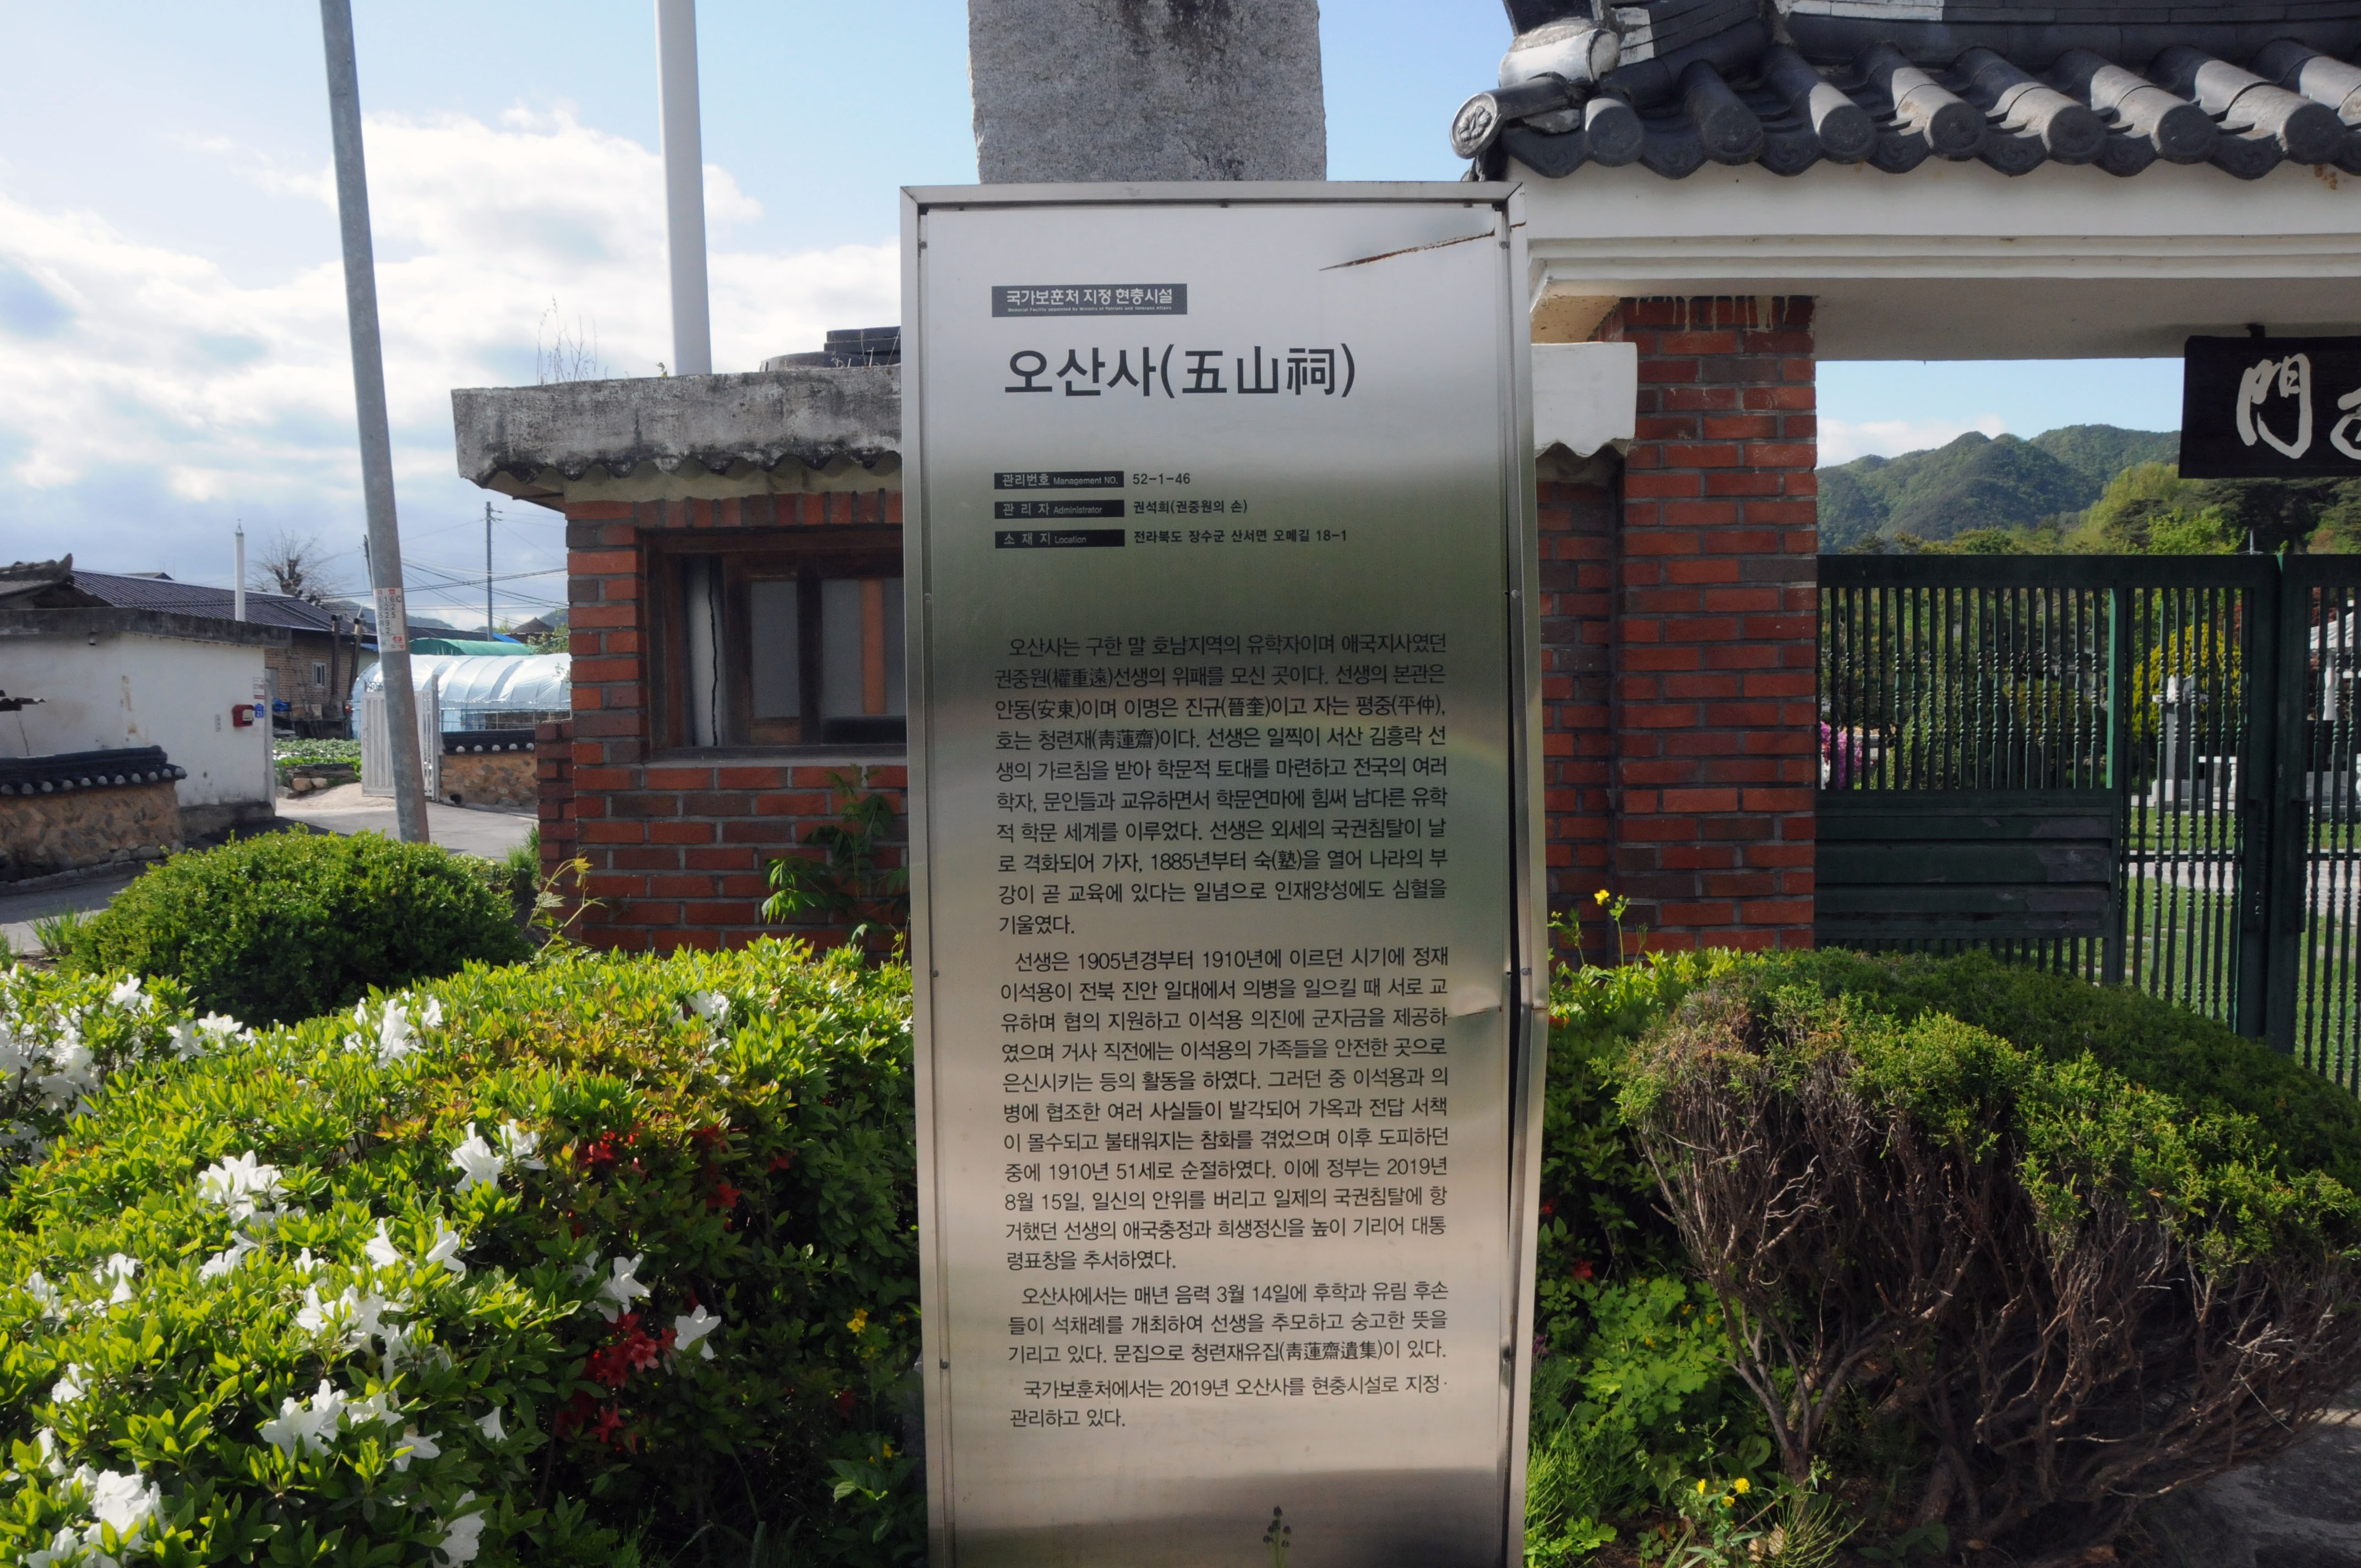 국가보훈처 지정 현충시설
Memorial Facility appointed by Ministry of Patriots and Veterans Affairs
오산사(五山祠)
관리번호 Management NO. 52-1-46
관 리 자 Administrator 권석희(권중원의 손)
소 재 지 Location 전라북도 장수군 산서면 오메길 18-1
오산사는 구한 말 호남지역의 유학자이며 애국지사였던
권중원(權重遠)선생의 위패를 모신 곳이다. 선생의 본관은
안동(安東)이며 이명은 진규(晉奎)이고 자는 평중(平仲),
호는 청련재(靑蓮齋)이다. 선생은 일찍이 서산 김흥락 선
생의 가르침을 받아 학문적 토대를 마련하고 전국의 여러
학자, 문인들과 교유하면서 학문연마에 힘써 남다른 유학
적 학문 세계를 이루었다. 선생은 외세의 국권침탈이 날
로 격화되어 가자, 1885년부터 숙(塾)을 열어 나라의 부
강이 곧 교육에 있다는 일념으로 인재양성에도 심혈을
기울였다.
선생은 1905년경부터 1910년에 이르던 시기에 정재
이석용이 전북 진안 일대에서 의병을 일으킬 때 서로 교
유하며 협의 지원하고 이석용 의진에 군자금을 제공하
였으며 거사 직전에는 이석용의 가족들을 안전한 곳으로
은신시키는 등의 활동을 하였다. 그러던 중 이석용과 의
병에 협조한 여러 사실들이 발각되어 가옥과 전답 서책
이 몰수되고 불태워지는 참화를 겪었으며 이후 도피하던
중에 1910년 51세로 순절하였다. 이에 정부는 2019년
8월 15일, 일신의 안위를 버리고 일제의 국권침탈에 항
거했던 선생의 애국충정과 희생정신을 높이 기리어 대통
령표창을 추서하였다.
오산사에서는 매년 음력 3월 14일에 후학과 유림 후손
들이 석채례를 개최하여 선생을 추모하고 숭고한 뜻을
기리고 있다. 문집으로 청련재유집(靑蓮齋遺集)이 있다.
국가보훈처에서는 2019년 오산사를 현충시설로 지정·
관리하고 있다.
門